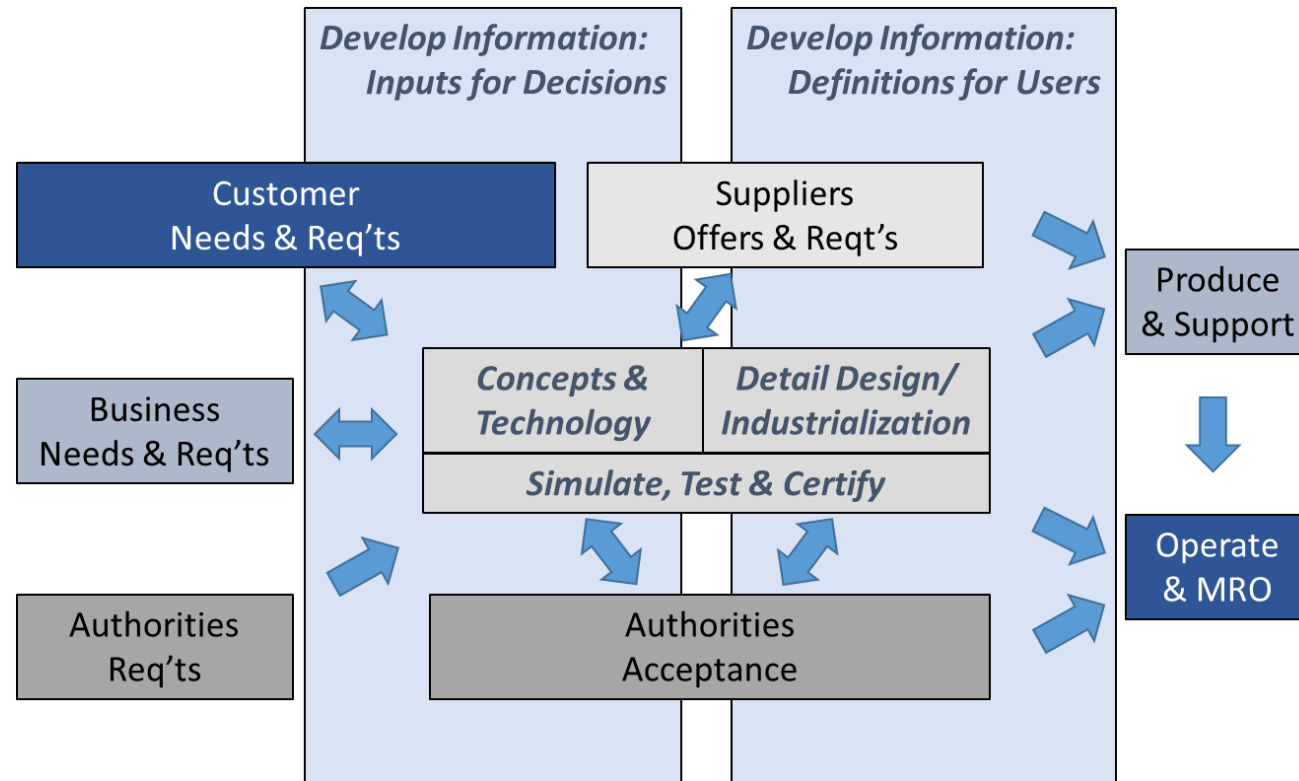 Develop Information:
Inputs for Decisions
Develop Information:
Definitions for Users
Customer
Needs & Req'ts
Suppliers
Offers & Reqt's
Produce
& Support
Concepts &
Technology
Detail Design/
Industrialization
Business
Needs & Req'ts
Simulate, Test & Certify
Operate
& MRO
Authorities
Req'ts
Authorities
Acceptance